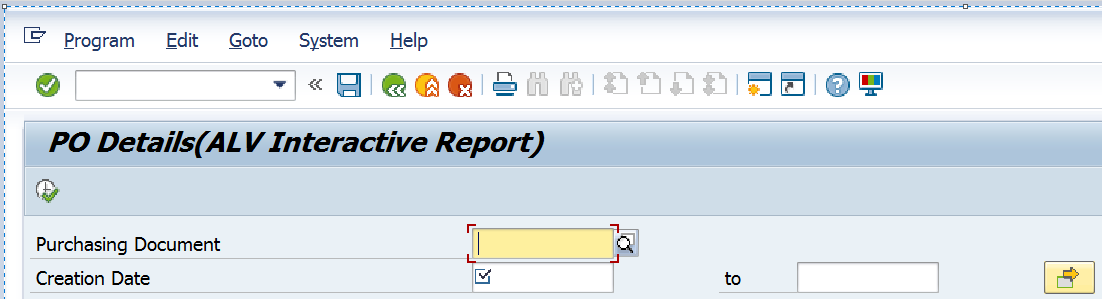 Program Edit Goto System Help
PO Details(ALV Interactive Report)
Purchasing Document
Creation Date to